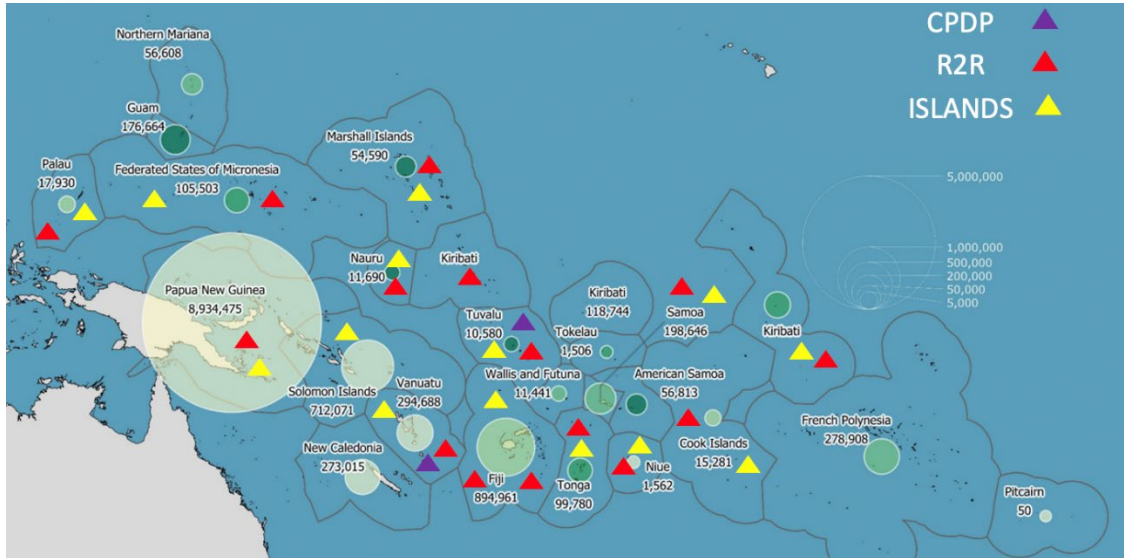 Northern Mariana
56,608
CPDP
R2R
ISLANDS
Guam
176,664
Marshall Islands
54,590
Palau
17,930
Federated States of Micronesia
105,503
5,000,000
1,000,000
500,000
200,000
50,000
5,000
Nauru
11,690
Kiribati
Papua New Guinea
8,934,475
Kiribati
118,744
Samoa
198,646
Kiribati
Tuvalu
10,580
Tokelau
1,506
Wallis and Futuna
11,441
American Samoa
56,813
Solomon Islands
712,071
Vanuatu
294,688
French Polynesia
278,908
New Caledonia
273,015
Cook Islands
15,281
Fiji
894,961
Tonga
99,780
Niue
1,562
Pitcairn
50